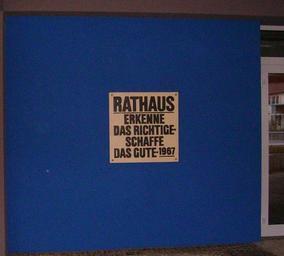 RATHAUS
ERKENNE
DAS RICHTIGE-
SCHAFFE
DAS GUTE-1967